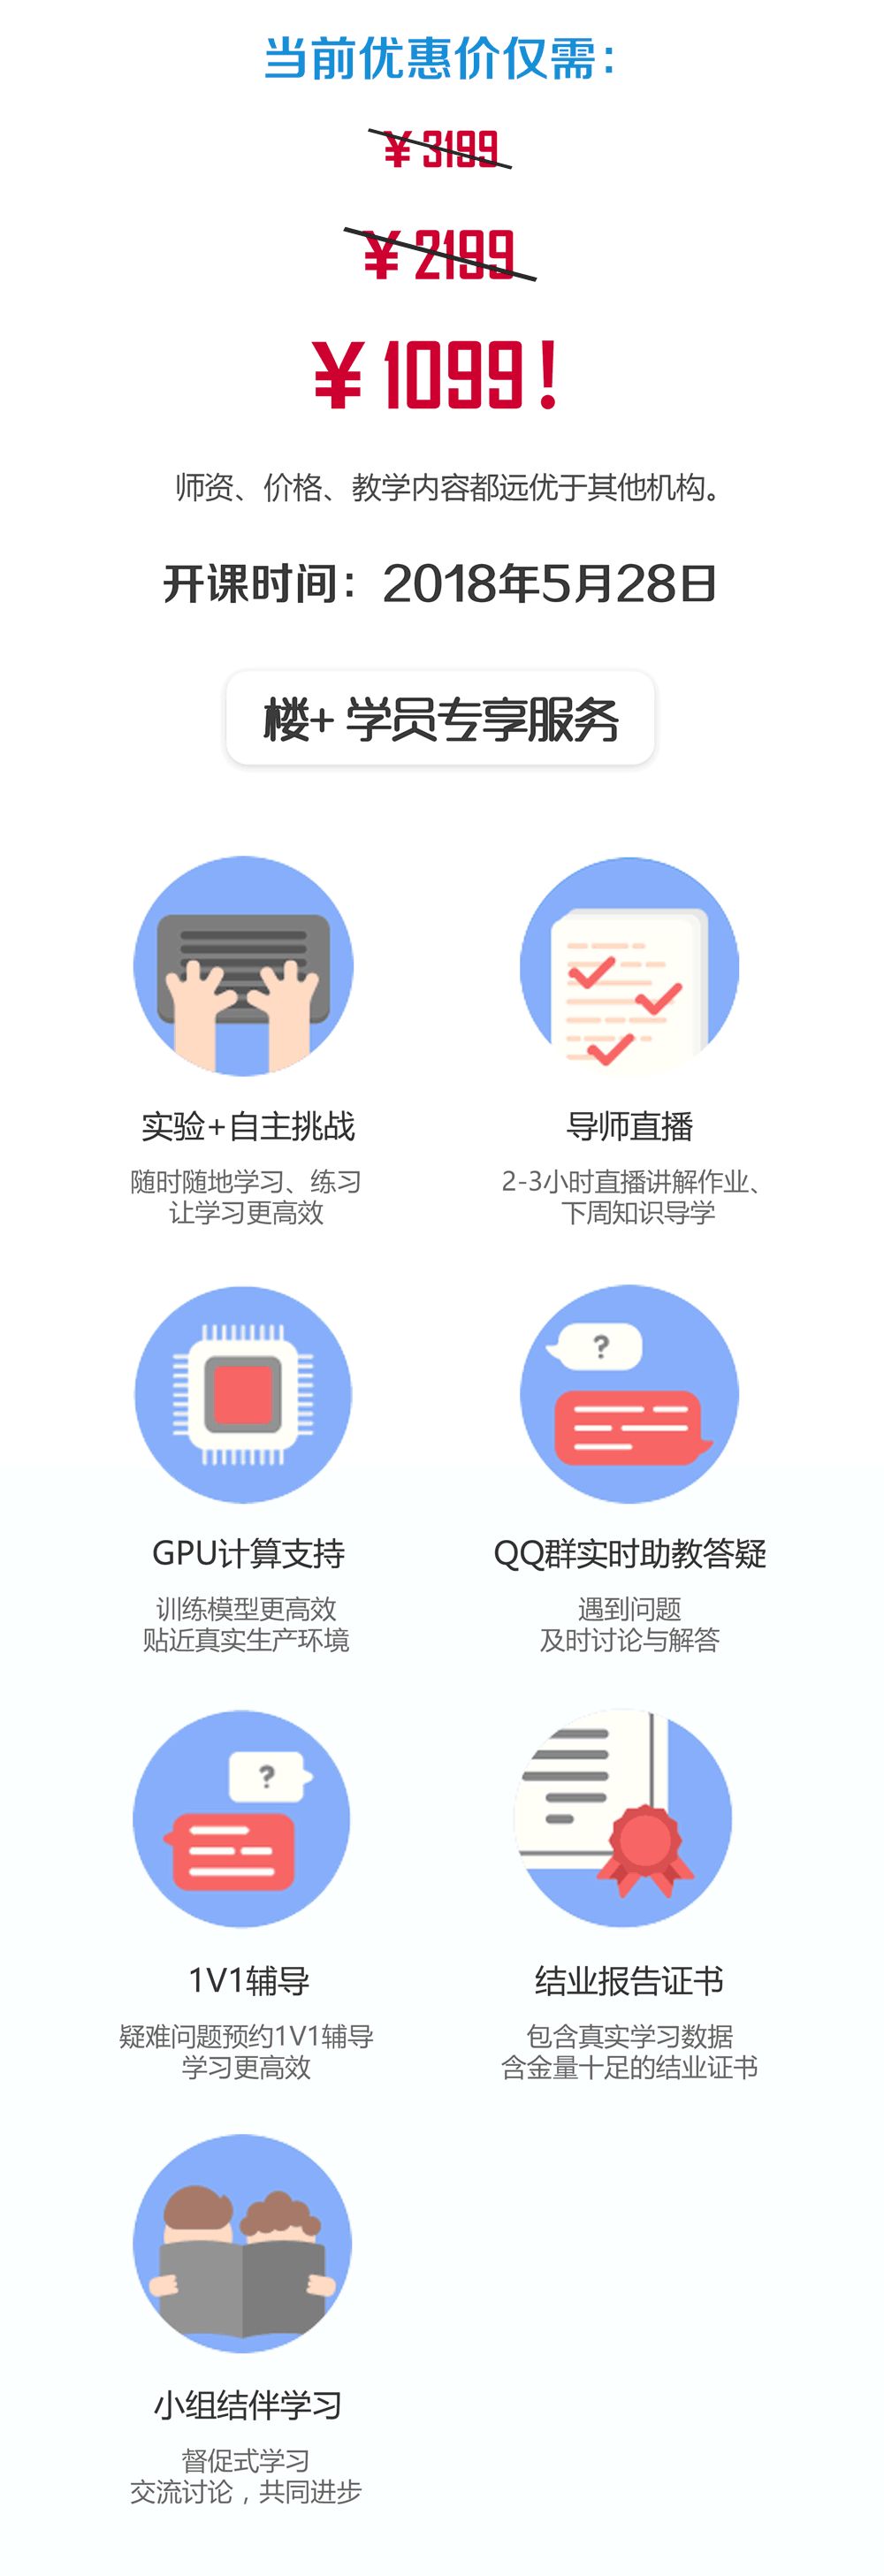 当前优惠价仅需：
¥ 3199
¥ 2199
¥ 1099！
师资、价格、教学内容都远优于其他机构。
开课时间：2018年5月28日
楼+ 学员专享服务
实验+自主挑战
随时随地学习、练习
让学习更高效
导师直播
2-3小时直播讲解作业、
下周知识导学
GPU计算支持
训练模型更高效
贴近真实生产环境
?
QQ群实时助教答疑
遇到问题
及时讨论与解答
?
1V1辅导
疑难问题预约1V1辅导
学习更高效
结业报告证书
包含真实学习数据
含金量十足的结业证书
小组结伴学习
督促式学习
交流讨论，共同进步